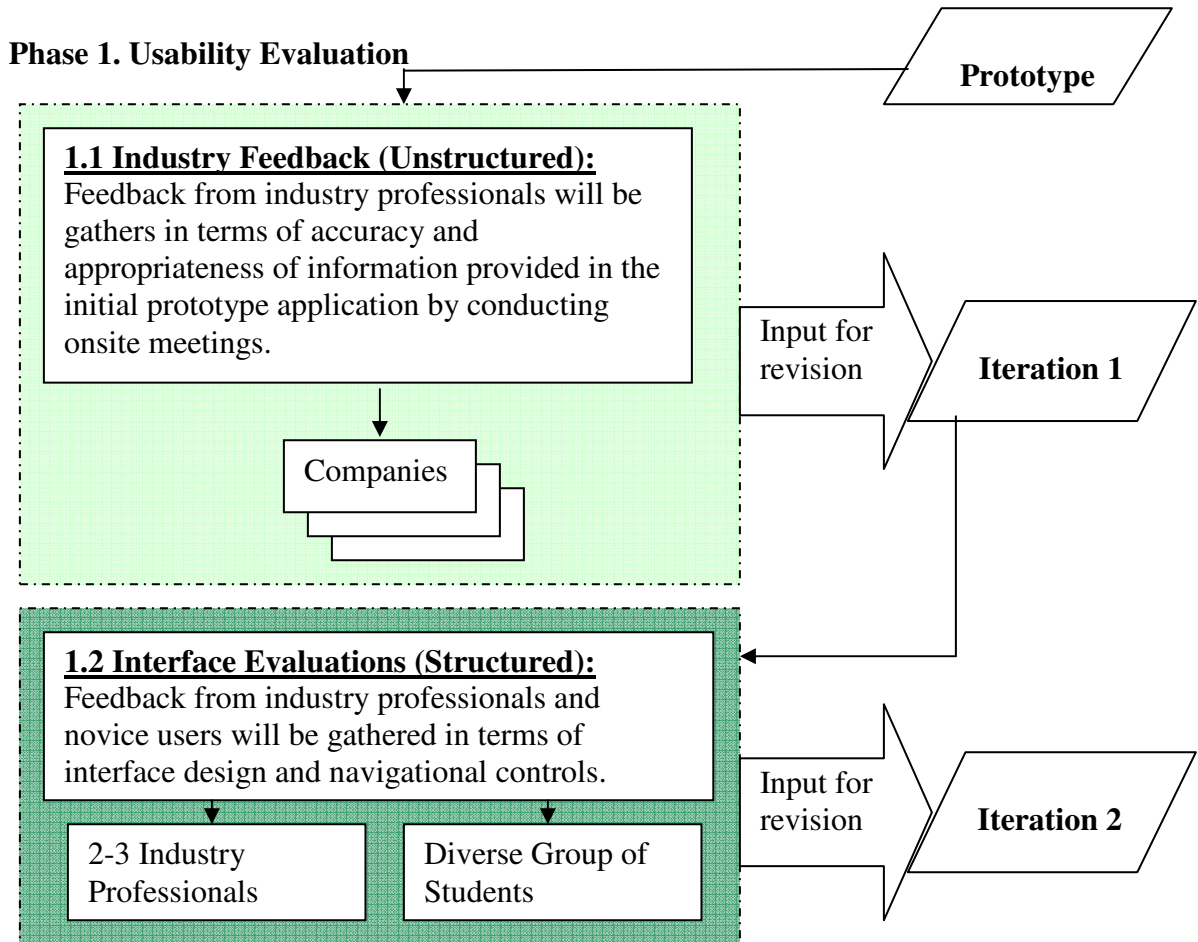 Phase 1. Usability Evaluation
Prototype
1.1 Industry Feedback (Unstructured):
Feedback from industry professionals will be
gathers in terms of accuracy and
appropriateness of information provided in the
initial prototype application by conducting
onsite meetings.
Companies
Input for
revision
Iteration 1
1.2 Interface Evaluations (Structured):
Feedback from industry professionals and
novice users will be gathered in terms of
interface design and navigational controls.
2-3 Industry
Professionals
Diverse Group of
Students
Input for
revision
Iteration 2